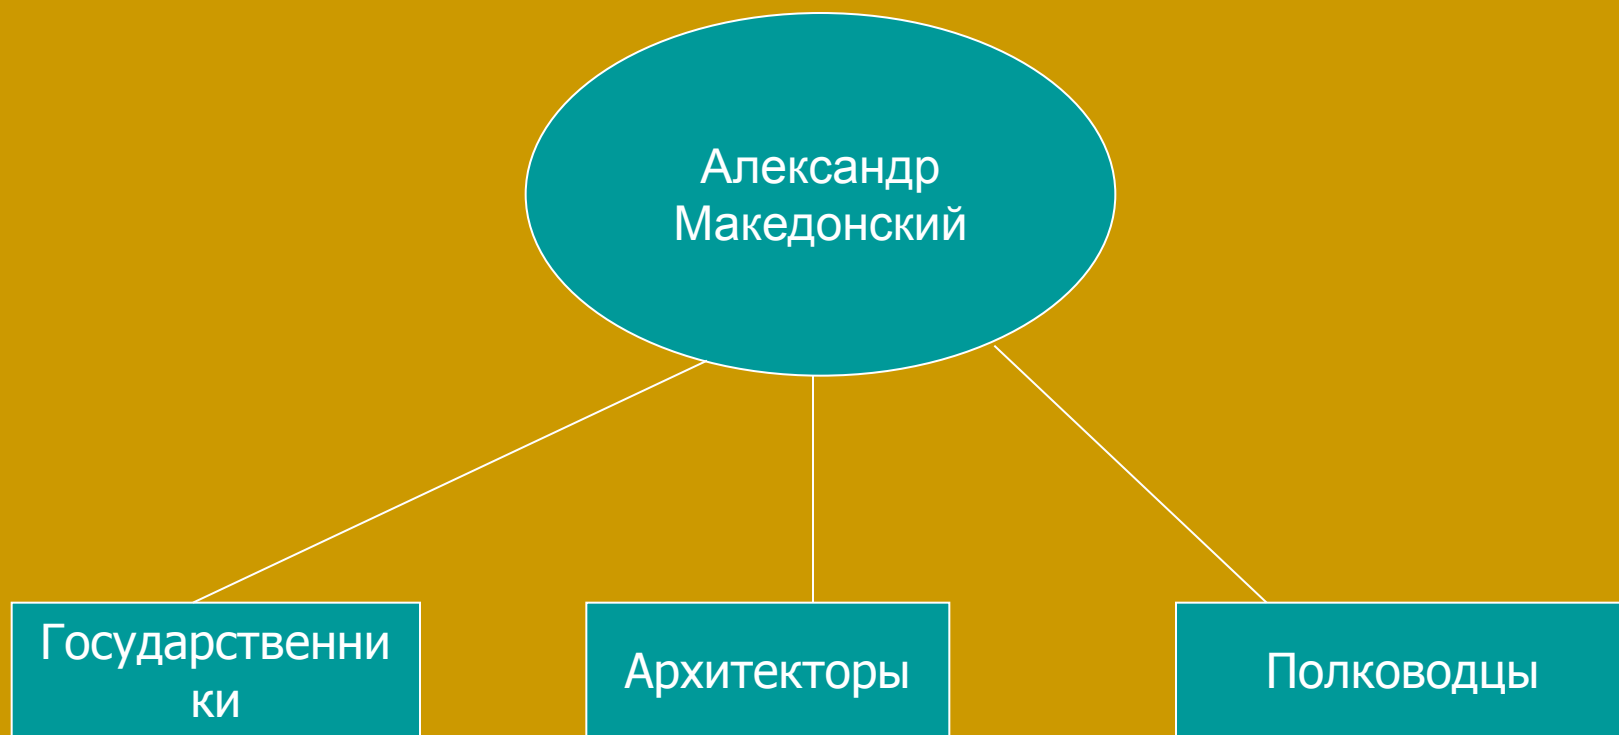 Александр
Македонский
Государственни
ки
Архитекторы
Полководцы